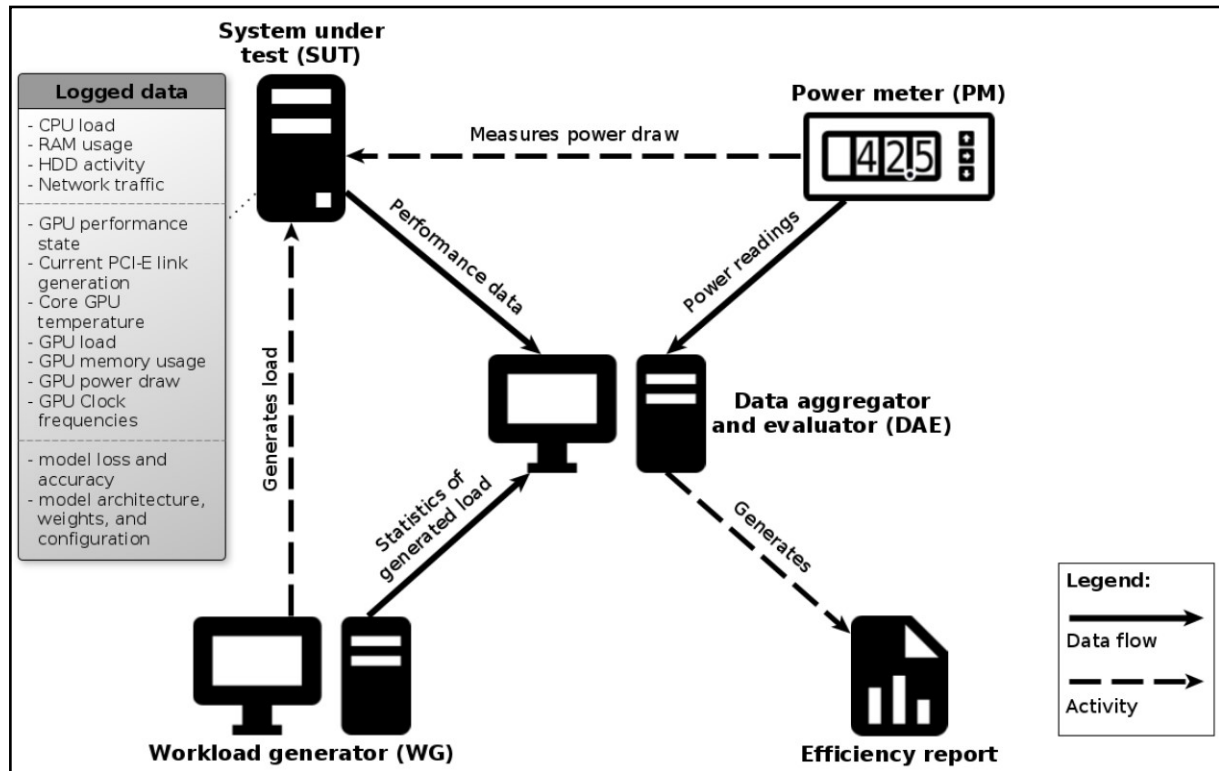 System under
test (SUT)
Logged data
- CPU load
- RAM usage
- HDD activity
- Network traffic
- GPU performance
state
- Current PCI-E link
generation
- Core GPU
temperature
- GPU load
- GPU memory usage
- GPU power draw
- GPU Clock
frequencies
- model loss and
accuracy
- model architecture,
weights, and
configuration
Power meter (PM)
42.5
Measures power draw
Performance data
Power readings
Generates load
Data aggregator
and evaluator (DAE)
Statistics of
generated load
Generates
Workload generator (WG)
Efficiency report
Legend:
Data flow
Activity